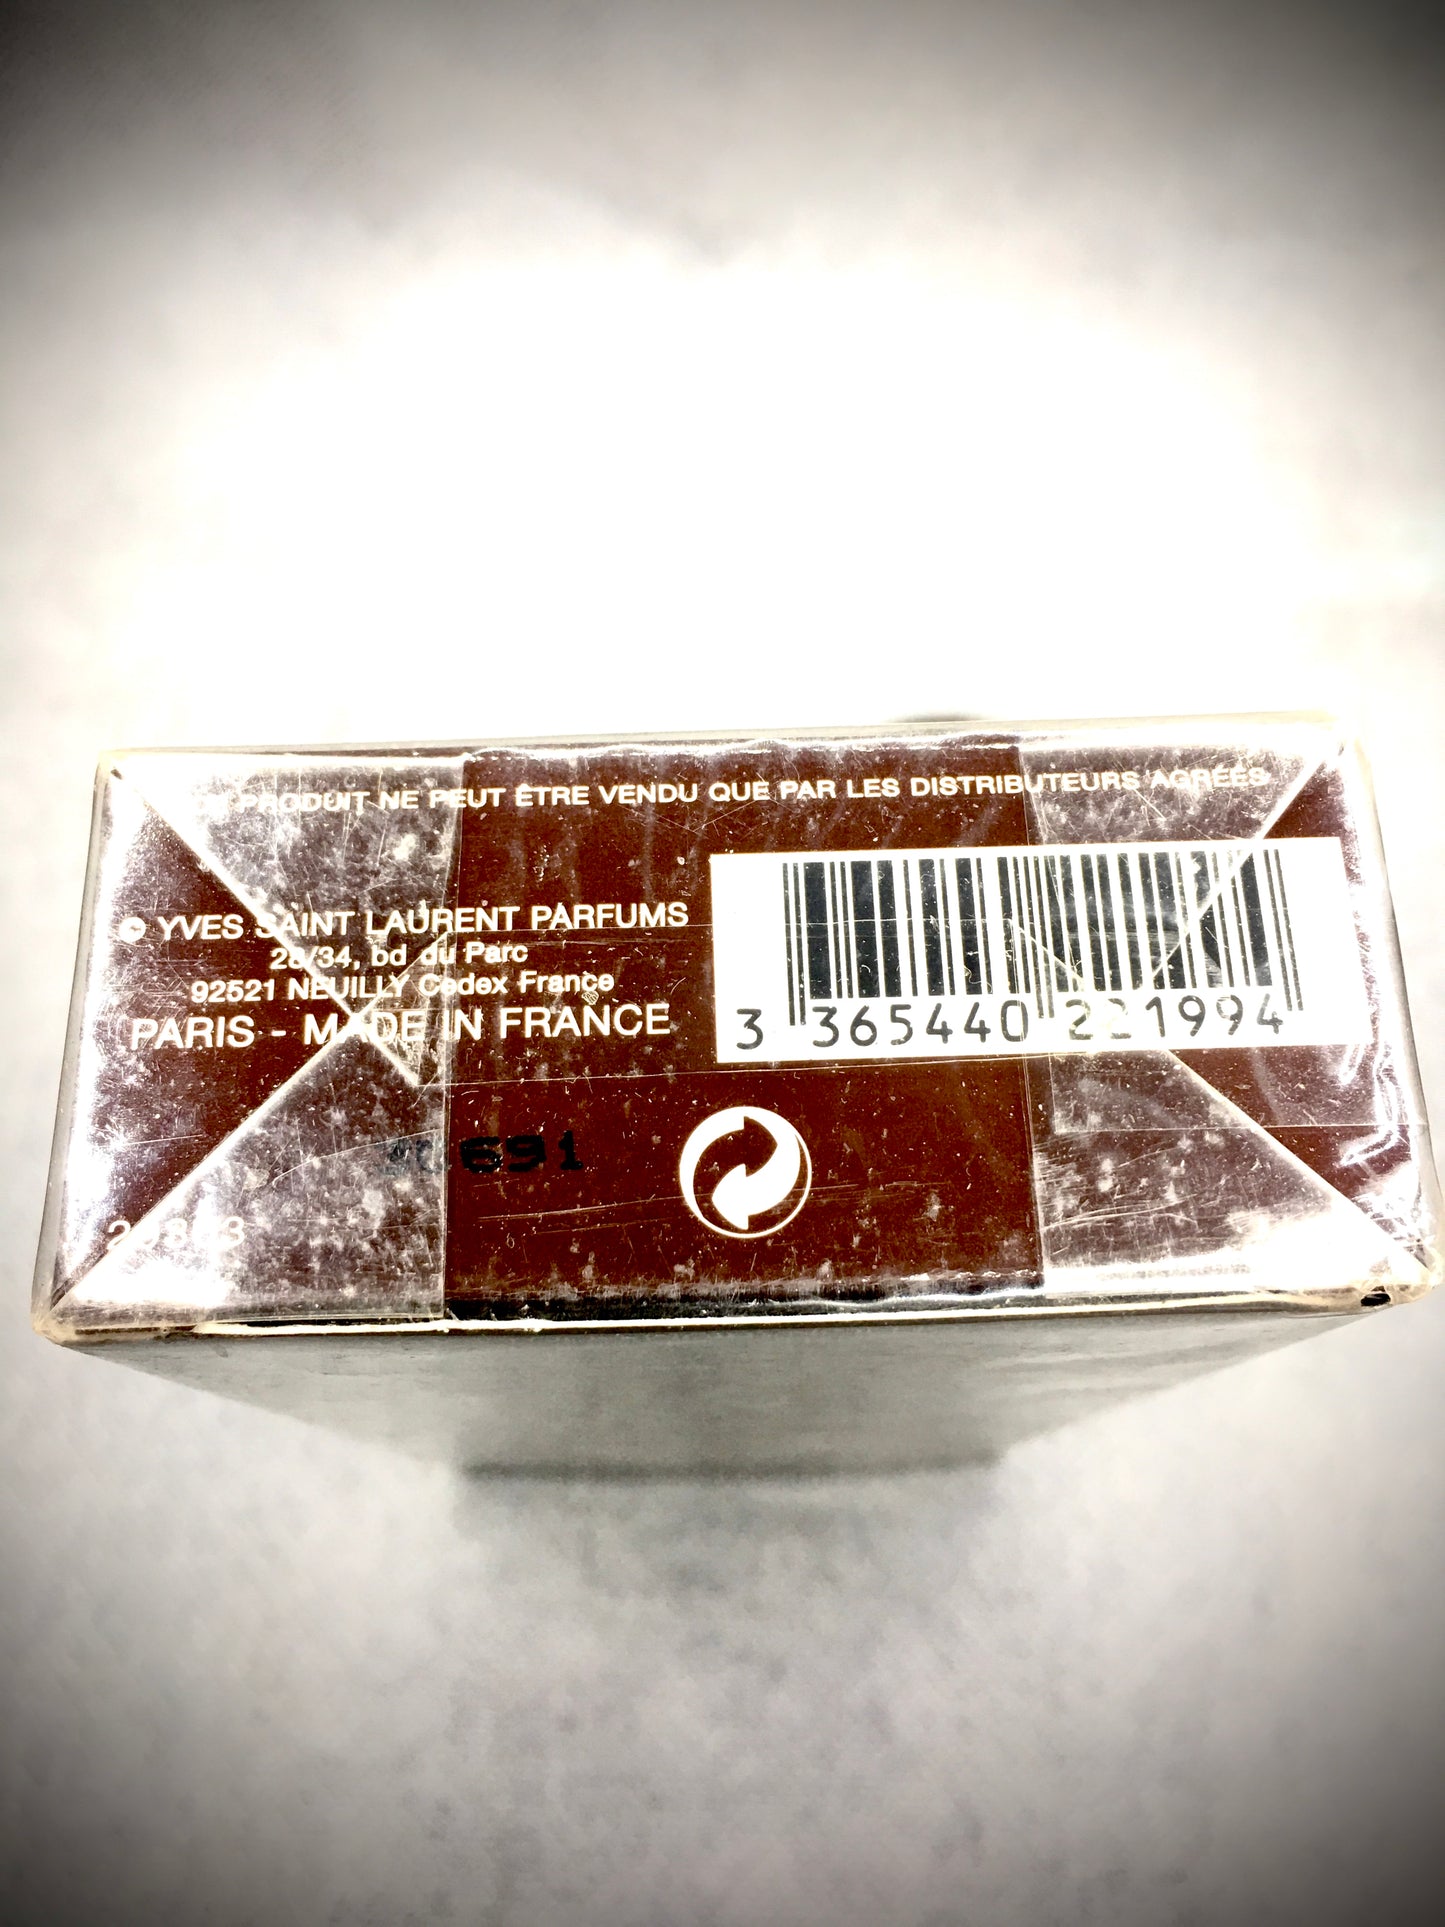 PRODUIT NE PEUT ÊTRE VENDU QUE PAR LES DISTRIBUTEURS AGRÉÉS
© YVES SAINT LAURENT PARFUMS
28/34, bd du Parc
92521 NEUILLY Cedex France
PARIS - MADE IN FRANCE
3 365440 221994